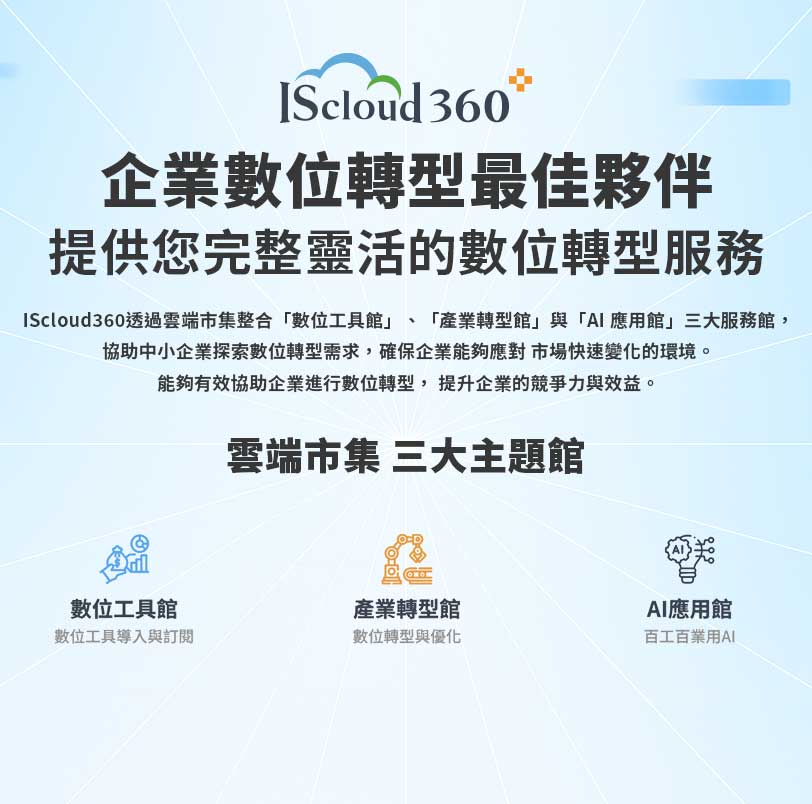 IScloud 360
企業數位轉型最佳夥伴
提供您完整靈活的數位轉型服務
IScloud360透過雲端市集整合「數位工具館」、「產業轉型館」與「AI 應用館」三大服務館，
協助中小企業探索數位轉型需求，確保企業能夠應對 市場快速變化的環境。
能夠有效協助企業進行數位轉型， 提升企業的競爭力與效益。
雲端市集 三大主題館
$
AI
數位工具館
產業轉型館
AI應用館
數位工具導入與訂閱
數位轉型與優化
百工百業用AI